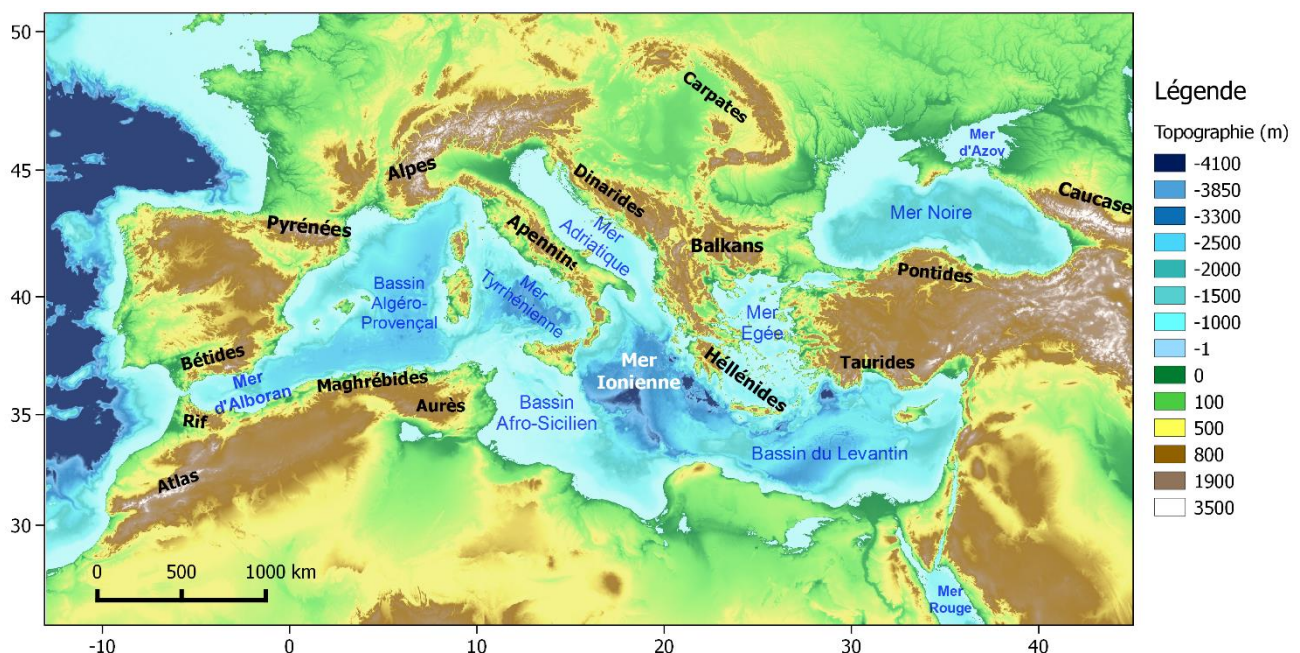 50
45
40
35
30
-10
0
10
20
30
40
Carpates
Mer
d'Azov
Alpes
Dinarides
Caucase
Pyrénées
Mer
Adriatique
Apennins
Balkans
Mer Noire
Bassin
Algéro-
Provençal
Mer
Tyrrhénienne
Pontides
Mer
Egée
Bétides
Mer
d'Alboran
Maghrébides
Aurès
Mer
Ionienne
Héllénides
Taurides
Rif
Bassin
Afro-Sicilien
Bassin du Levantin
Atlas
0 500 1000 km
Mer
Rouge
Légende
Topographie (m)
-4100
-3850
-3300
-2500
-2000
-1500
-1000
-1
0
100
500
800
1900
3500